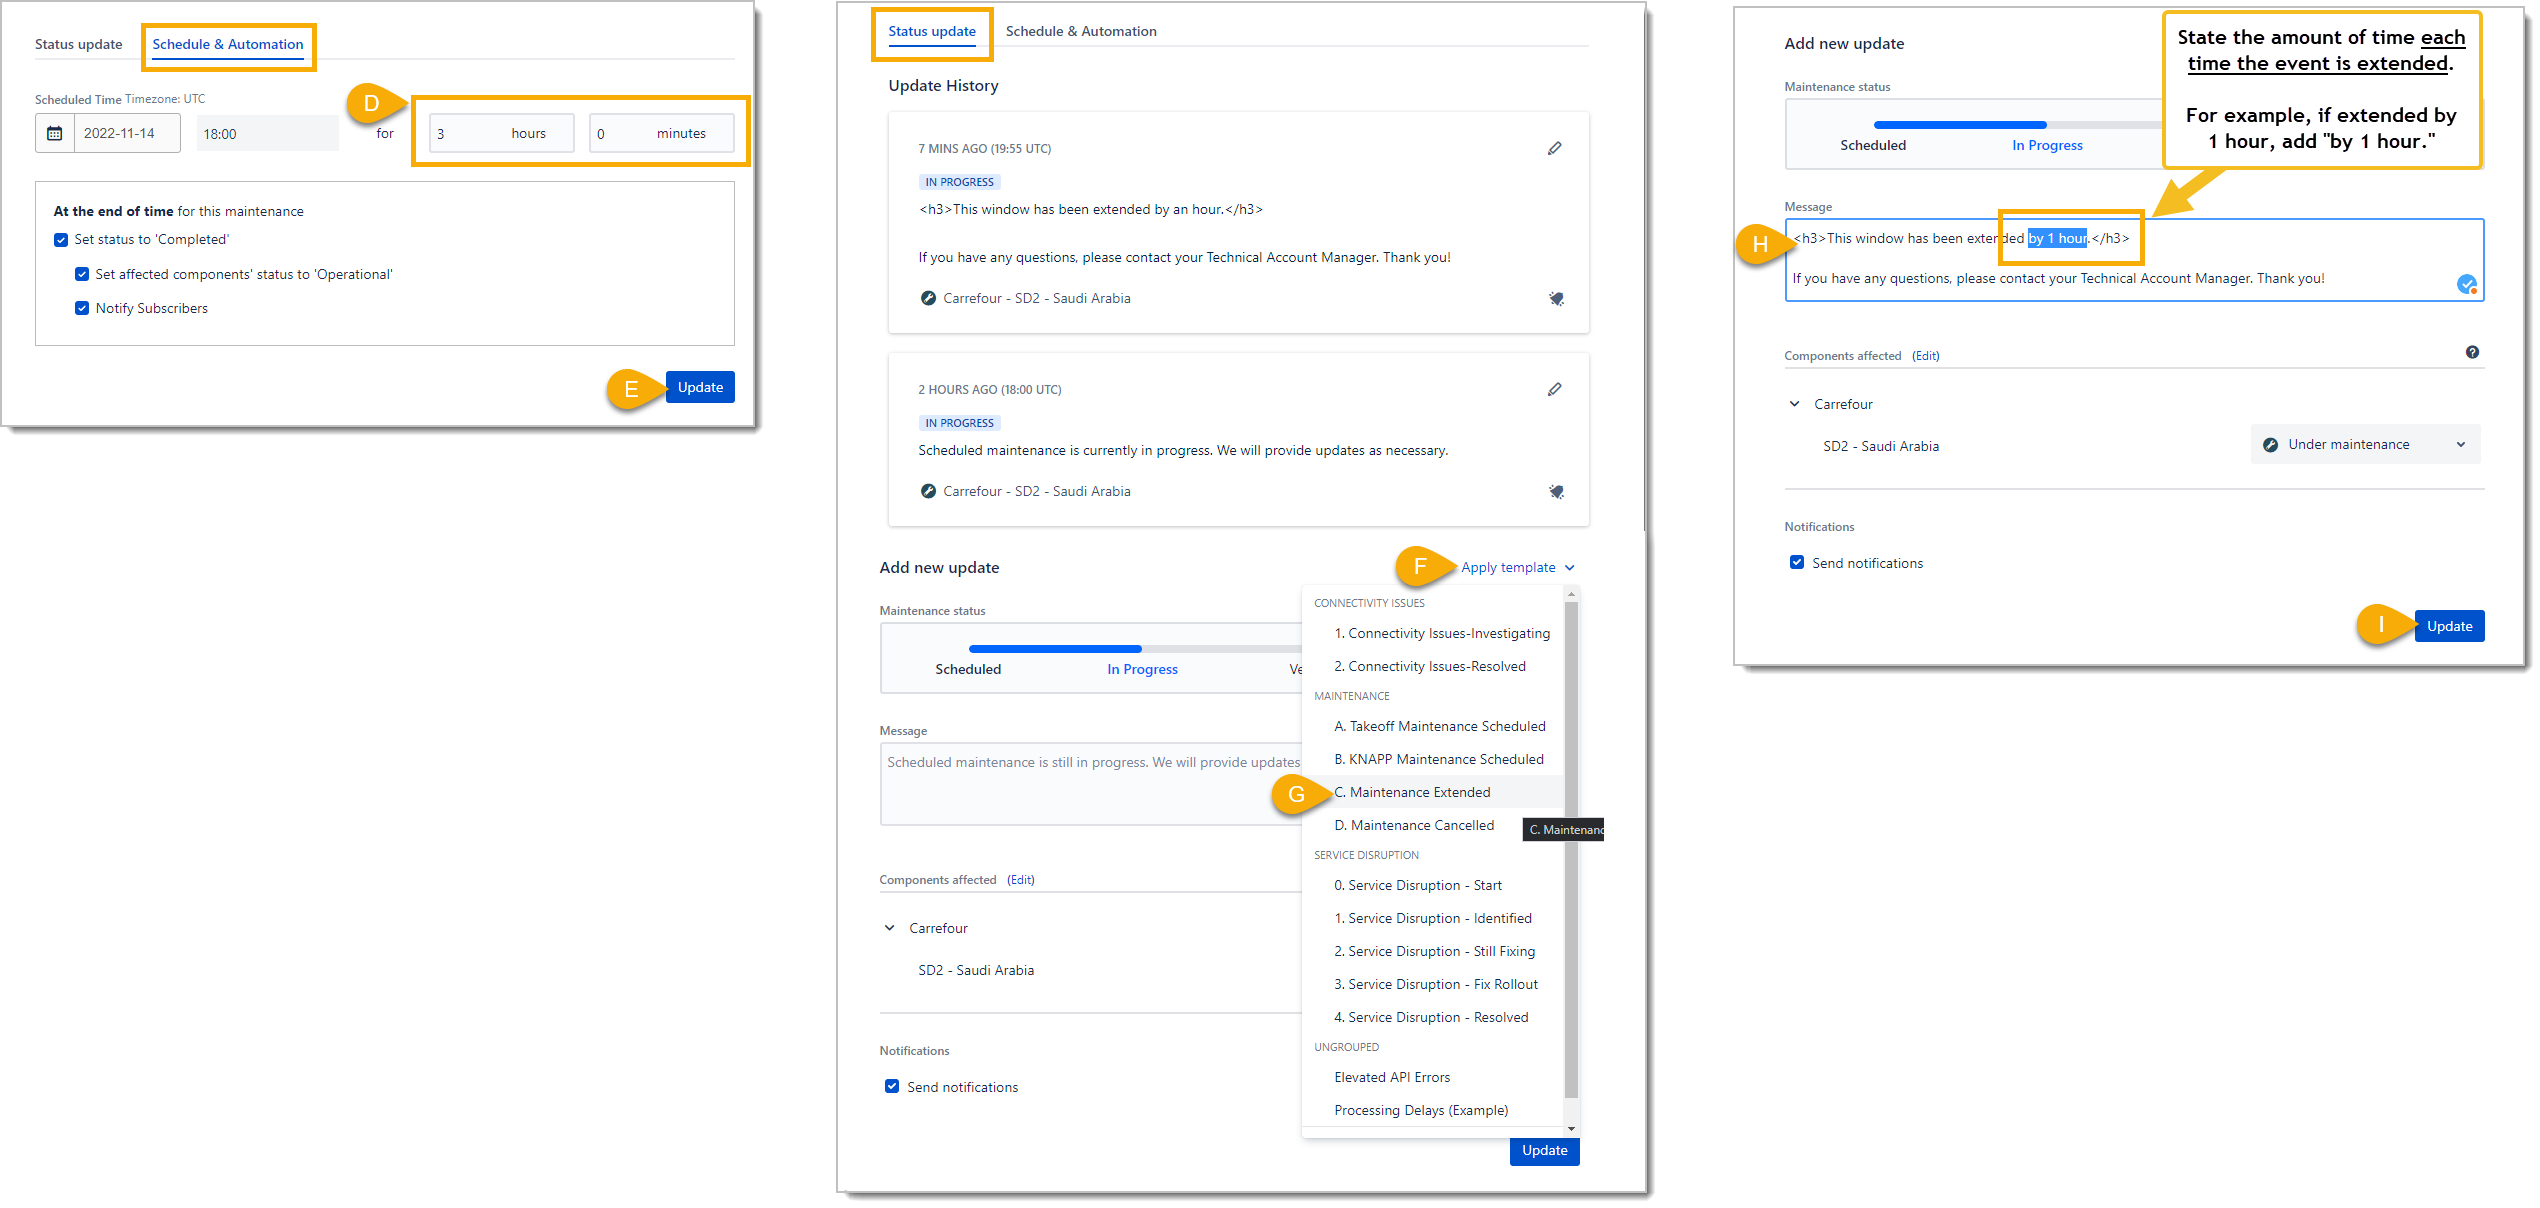 Status update Schedule & Automation
Scheduled Time Timezone: UTC
D
2022-11-14 18:00 for 3 hours 0 minutes
At the end of time for this maintenance
Set status to 'Completed'
Set affected components' status to 'Operational'
Notify Subscribers
E
Update
Status update Schedule & Automation
Update History
7 MINS AGO (19:55 UTC)
IN PROGRESS
<h3>This window has been extended by an hour.</h3>
If you have any questions, please contact your Technical Account Manager. Thank you!
Carrefour - SD2 - Saudi Arabia
2 HOURS AGO (18:00 UTC)
IN PROGRESS
Scheduled maintenance is currently in progress. We will provide updates as necessary.
Carrefour - SD2 - Saudi Arabia
Add new update
F
Apply template
Maintenance status
Scheduled In Progress Ve
Message
Scheduled maintenance is still in progress. We will provide updates
Components affected (Edit)
Carrefour
SD2 - Saudi Arabia
Notifications
Send notifications
CONNECTIVITY ISSUES
1. Connectivity Issues-Investigating
2. Connectivity Issues-Resolved
MAINTENANCE
A. Takeoff Maintenance Scheduled
B. KNAPP Maintenance Scheduled
G
C. Maintenance Extended
D. Maintenance Cancelled
C. Maintenanc
SERVICE DISRUPTION
0. Service Disruption - Start
1. Service Disruption - Identified
2. Service Disruption - Still Fixing
3. Service Disruption - Fix Rollout
4. Service Disruption - Resolved
UNGROUPED
Elevated API Errors
Processing Delays (Example)
Update
Add new update
Maintenance status
Scheduled In Progress
State the amount of time each
time the event is extended.
For example, if extended by
1 hour, add "by 1 hour."
Message
H
<h3>This window has been extended by 1 hour.</h3>
If you have any questions, please contact your Technical Account Manager. Thank you!
Components affected (Edit)
?
Carrefour
SD2 - Saudi Arabia Under maintenance
Notifications
Send notifications
I
Update